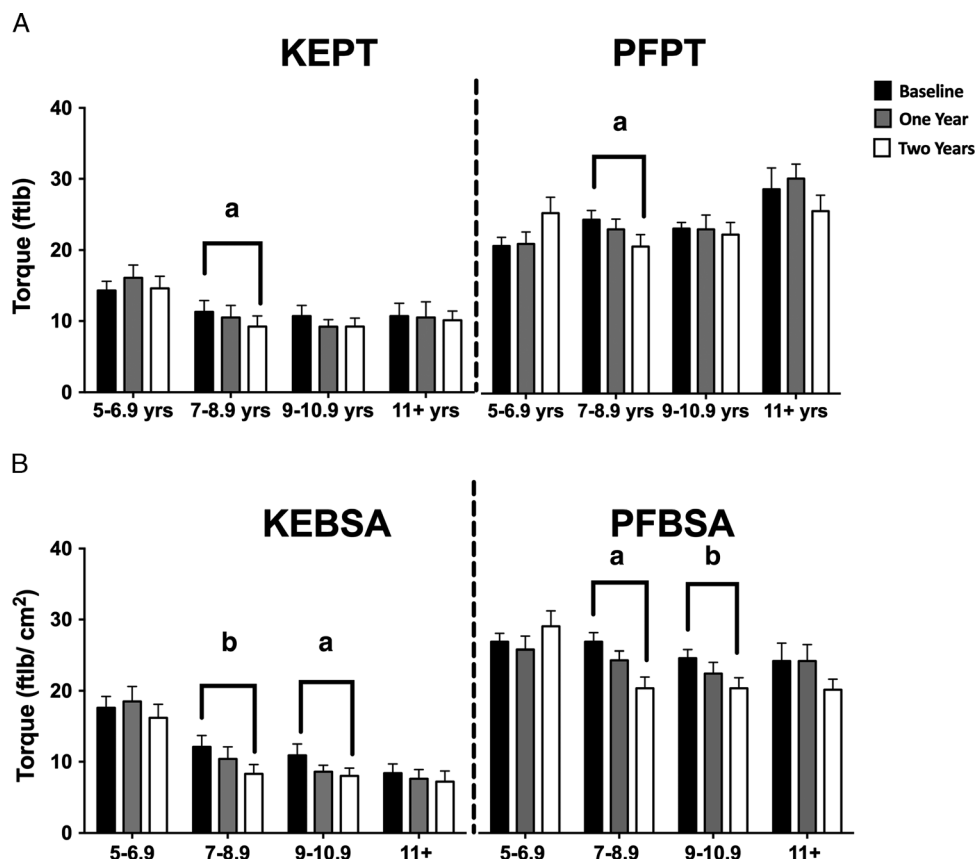 A
KEPT
PFPT
Baseline
One Year
Two Years
Torque (ftlb)
40
30
20
10
0
a
a
5-6.9 yrs 7-8.9 yrs 9-10.9 yrs 11+ yrs
5-6.9 yrs 7-8.9 yrs 9-10.9 yrs 11+ yrs
B
KEBSA
PFBSA
Torque (ftlb/ cm²)
40
30
20
10
0
b
a
a
b
5-6.9 7-8.9 9-10.9 11+
5-6.9 7-8.9 9-10.9 11+